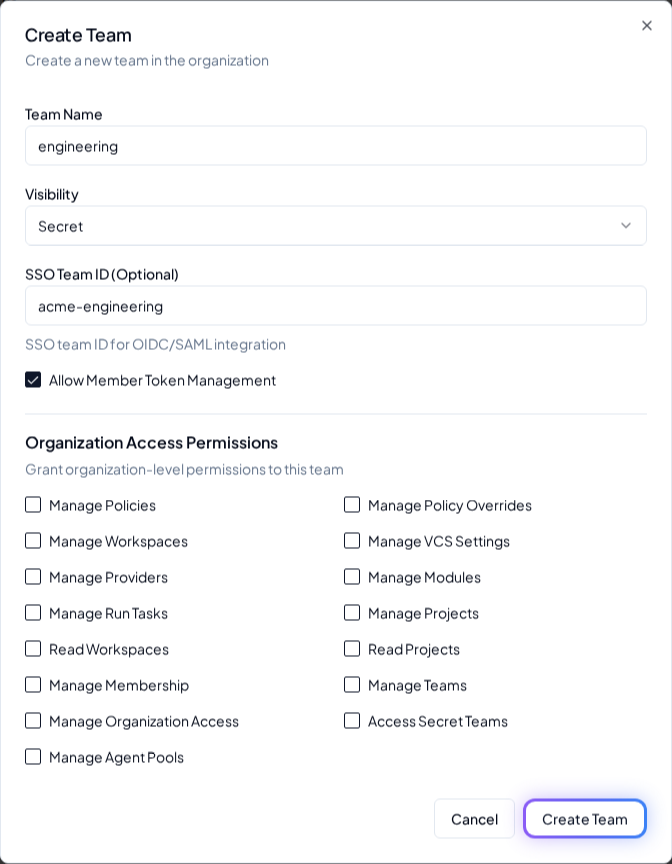 Create Team
Create a new team in the organization
Team Name
engineering
Visibility
Secret
SSO Team ID (Optional)
acme-engineering
SSO team ID for OIDC/SAML integration
Allow Member Token Management
Organization Access Permissions
Grant organization-level permissions to this team
Manage Policies
Manage Policy Overrides
Manage Workspaces
Manage VCS Settings
Manage Providers
Manage Modules
Manage Run Tasks
Manage Projects
Read Workspaces
Read Projects
Manage Membership
Manage Teams
Manage Organization Access
Access Secret Teams
Manage Agent Pools
Cancel
Create Team